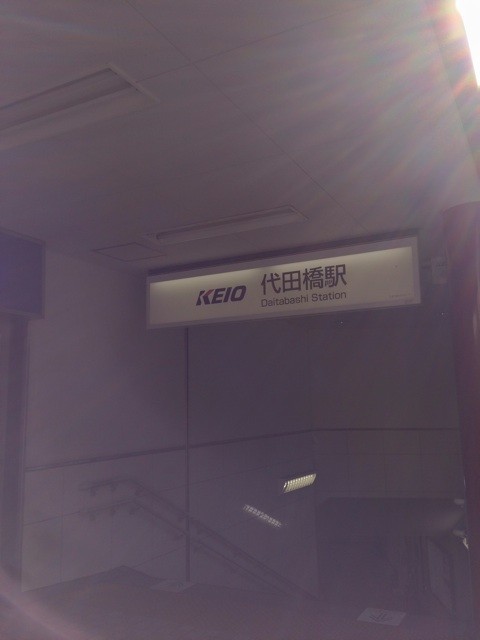 KEIO 代田橋駅
Daitabashi Station